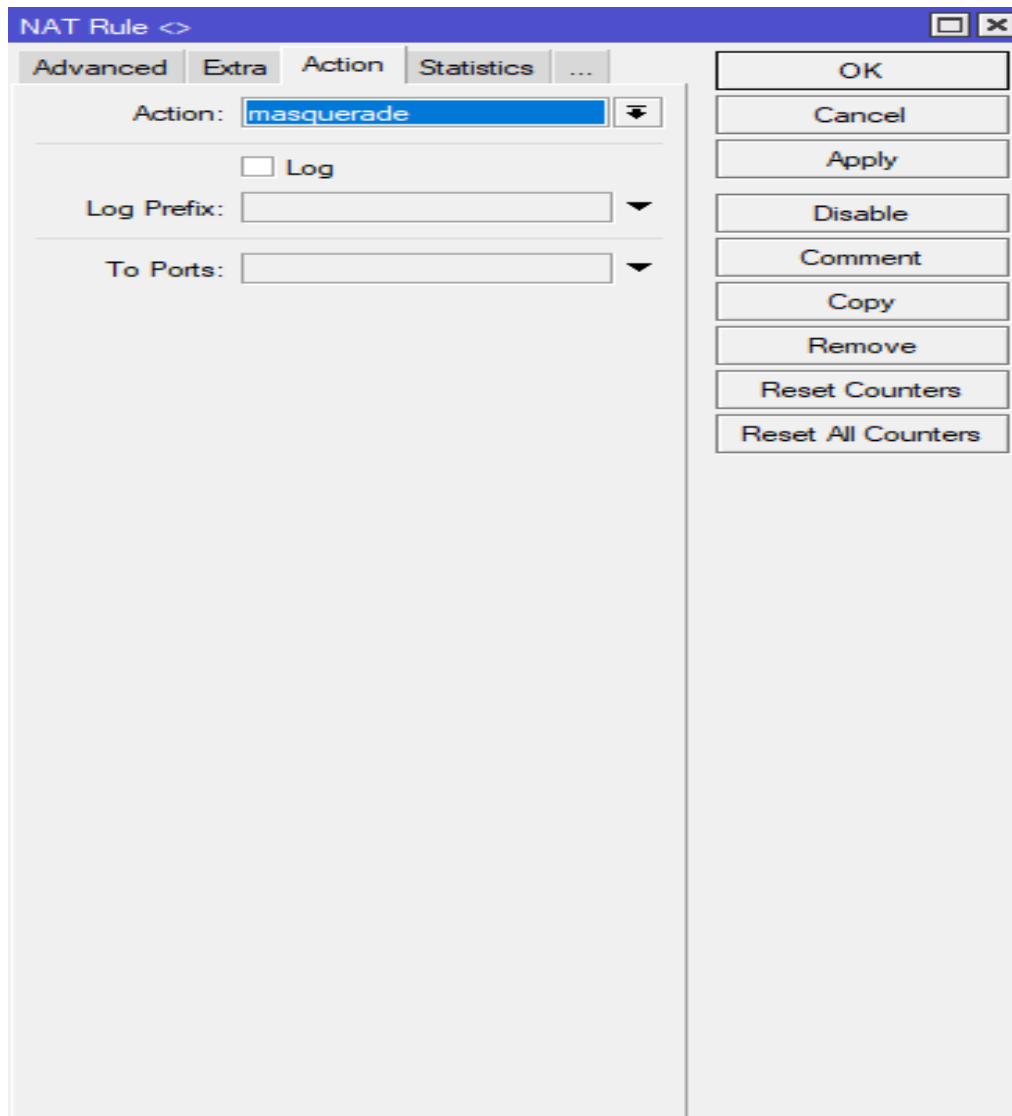 NAT Rule <>
Advanced Extra Action Statistics ...
Action: masquerade
Log
Log Prefix:
To Ports:
OK
Cancel
Apply
Disable
Comment
Copy
Remove
Reset Counters
Reset All Counters